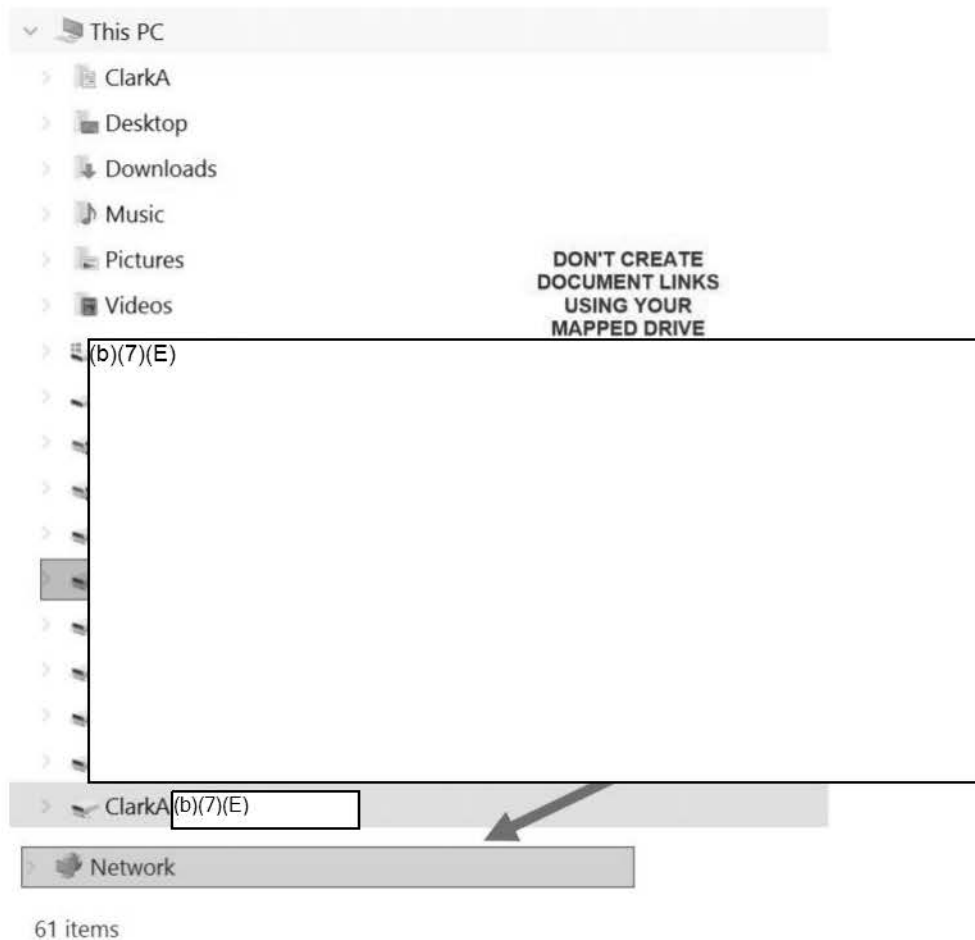 This PC
ClarkA
Desktop
Downloads
Music
Pictures
DON'T CREATE
DOCUMENT LINKS
USING YOUR
MAPPED DRIVE
Videos
(b)(7)(E)
ClarkA (b)(7)(E)
Network
61 items